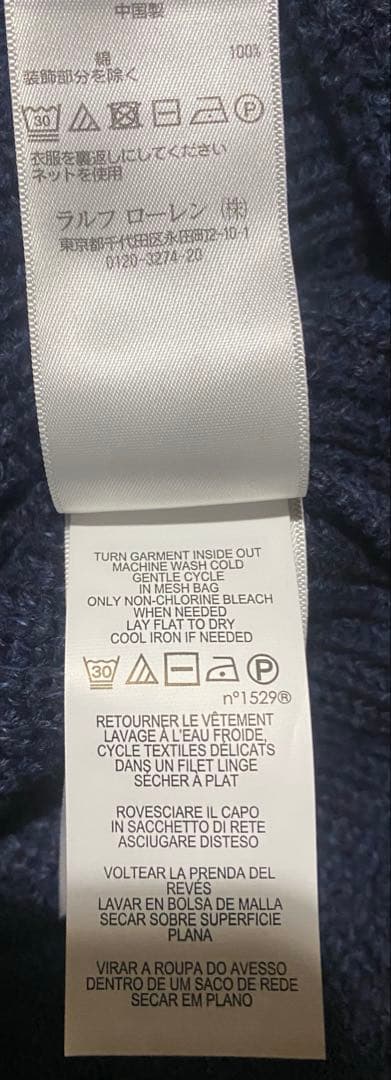 中国製
綿 100%
装飾部分を除く
30 P
衣服を裏返しにしてください
ネットを使用
ラルフ ローレン (株)
東京都千代田区永田町2-10-1
0120-3274-20
TURN GARMENT INSIDE OUT
MACHINE WASH COLD
GENTLE CYCLE
IN MESH BAG
ONLY NON-CHLORINE BLEACH
WHEN NEEDED
LAY FLAT TO DRY
COOL IRON IF NEEDED
30 P
n°1529®
RETOURNER LE VÊTEMENT
LAVAGE À L'EAU FROIDE,
CYCLE TEXTILES DÉLICATS
DANS UN FILET LINGE
SÉCHER À PLAT
ROVESCIARE IL CAPO
IN SACCHETTO DI RETE
ASCIUGARE DISTESO
VOLTEAR LA PRENDA DEL
REVÉS
LAVAR EN BOLSA DE MALLA
SECAR SOBRE SUPERFICIE
PLANA
VIRAR A ROUPA DO AVESSO
DENTRO DE UM SACO DE REDE
SECAR EM PLANO